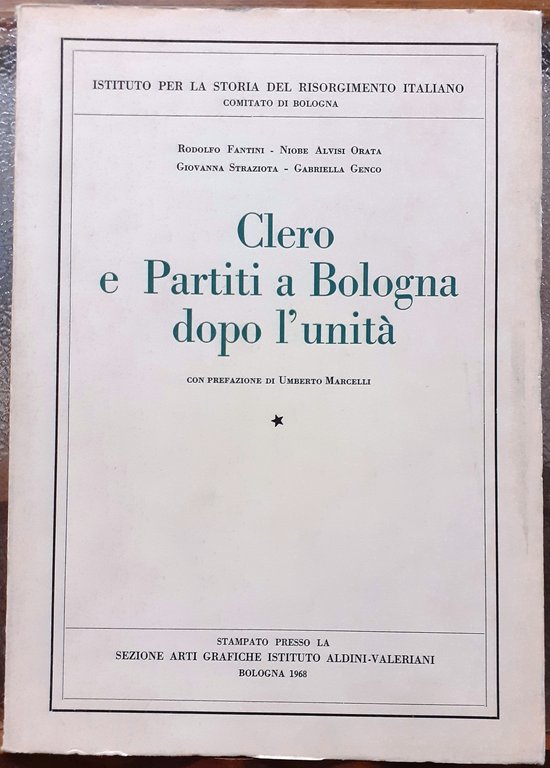 ISTITUTO PER LA STORIA DEL RISORGIMENTO ITALIANO
COMITATO DI BOLOGNA
RODOLFO FANTINI - NIOBE ALVISI ORATA
GIOVANNA STRAZIOTA - GABRIELLA GENCO
Clero
e Partiti a Bologna
dopo l'unità
CON PREFAZIONE DI UMBERTO MARCELLI
STAMPATO PRESSO LA
SEZIONE ARTI GRAFICHE ISTITUTO ALDINI-VALERIANI
BOLOGNA 1968